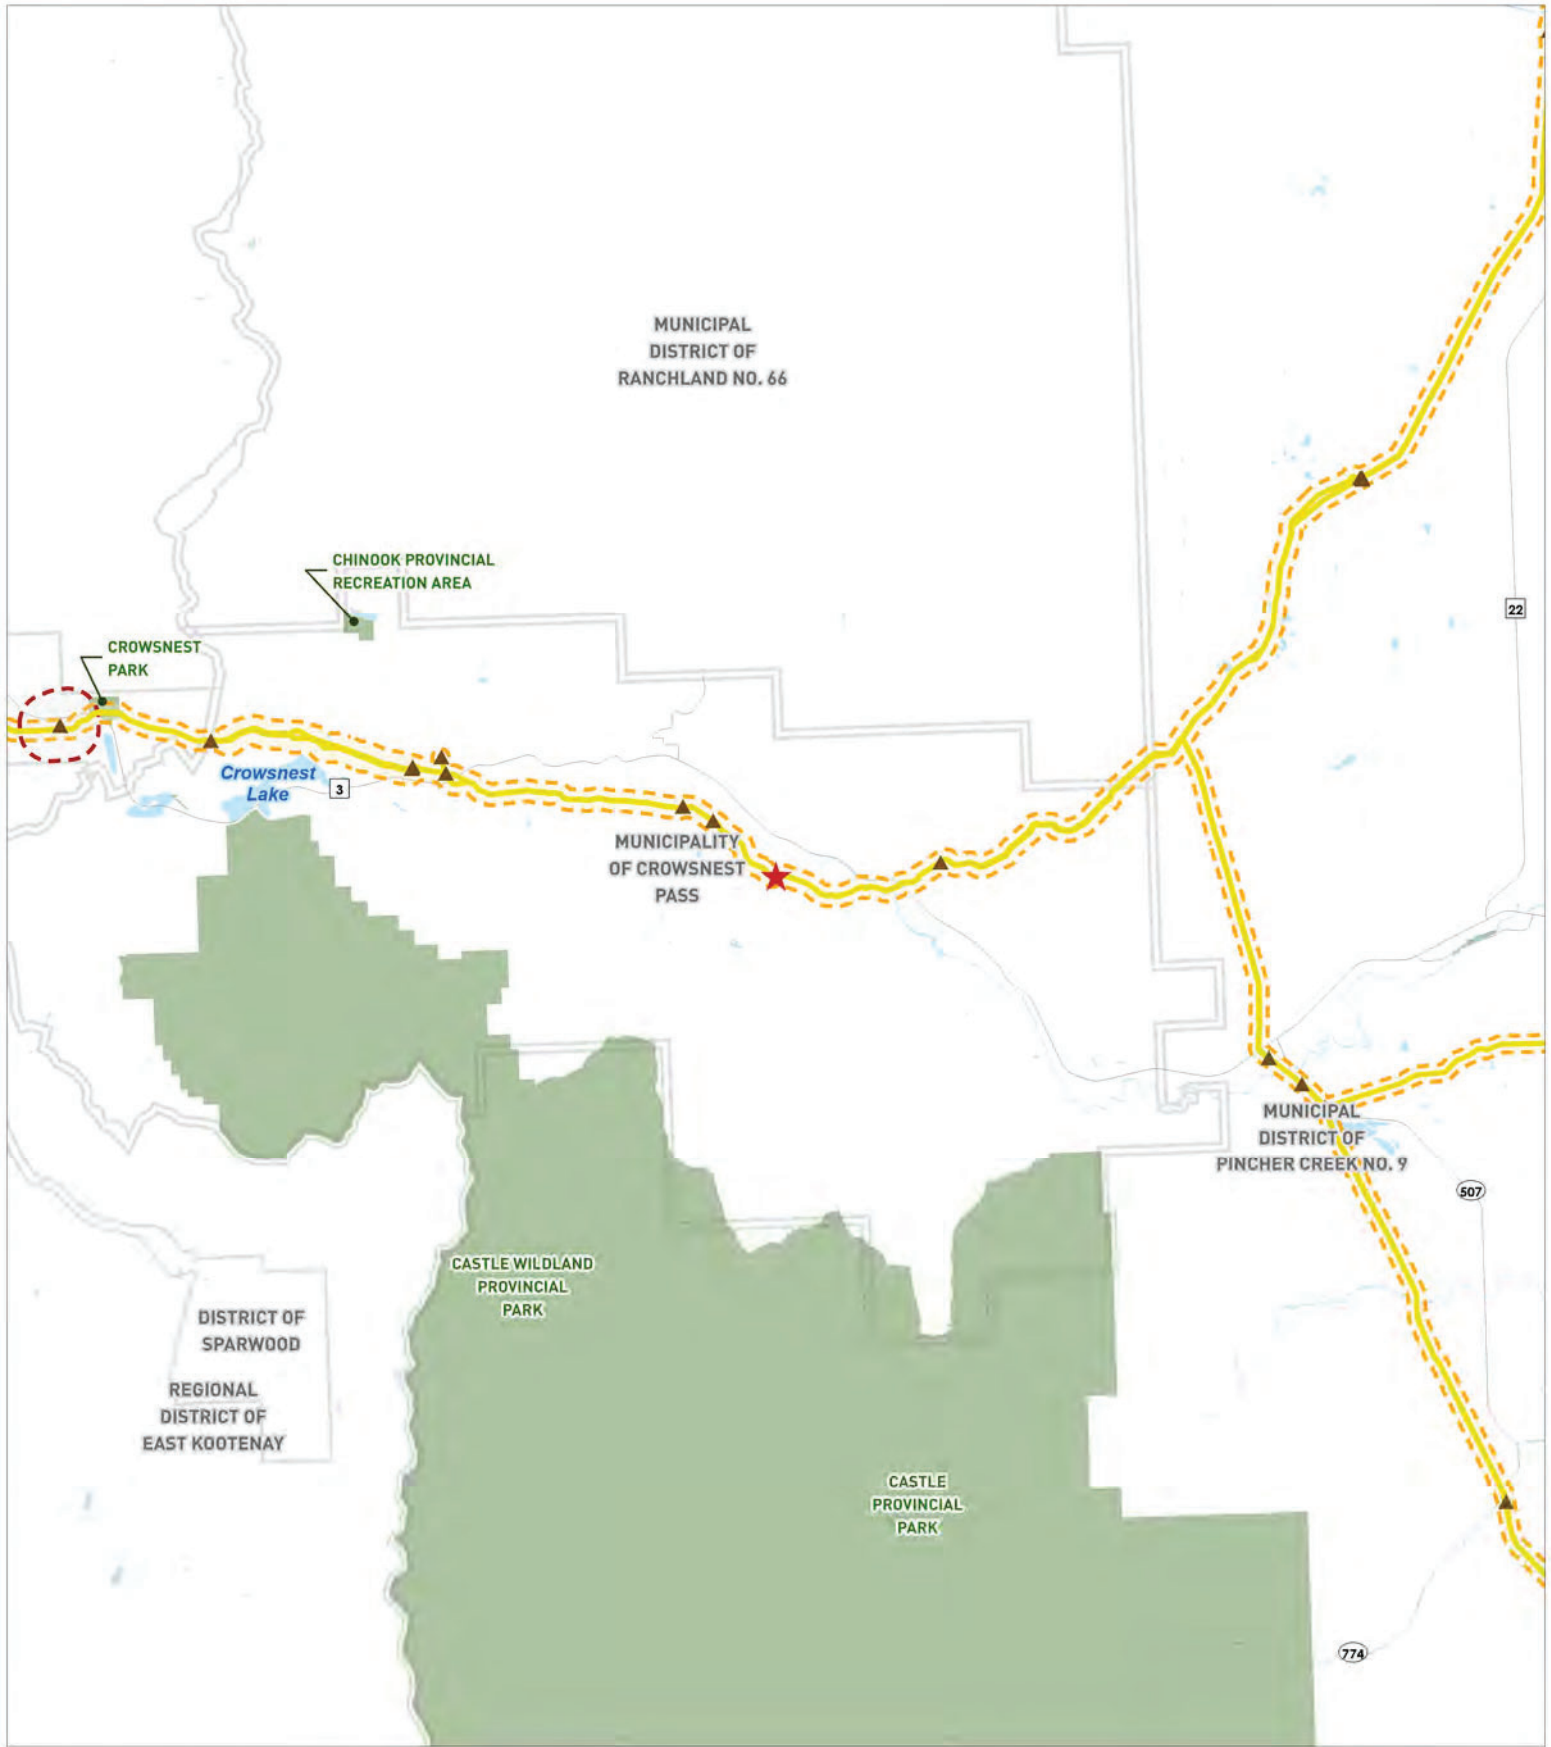 MUNICIPAL
DISTRICT OF
RANCHLAND NO. 66
CHINOOK PROVINCIAL
RECREATION AREA
22
CROWSNEST
PARK
Crowsnest
Lake
3
MUNICIPALITY
OF CROWSNEST
PASS
MUNICIPAL
DISTRICT OF
PINCHER CREEK NO. 9
507
CASTLE WILDLAND
PROVINCIAL
PARK
DISTRICT OF
SPARWOOD
REGIONAL
DISTRICT OF
EAST KOOTENAY
CASTLE
PROVINCIAL
PARK
774